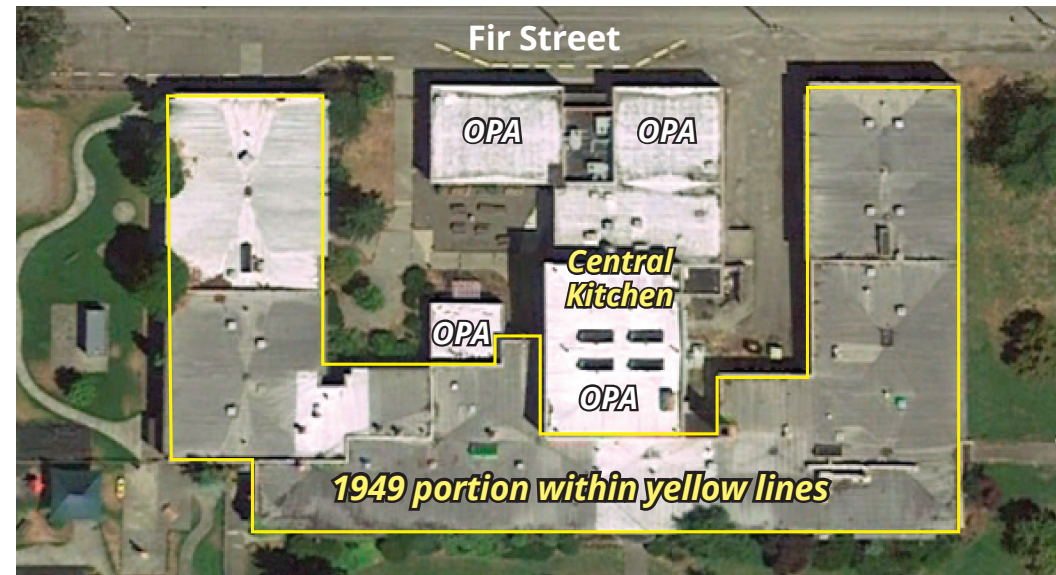 Fir Street
OPA
OPA
Central
Kitchen
OPA
OPA
1949 portion within yellow lines